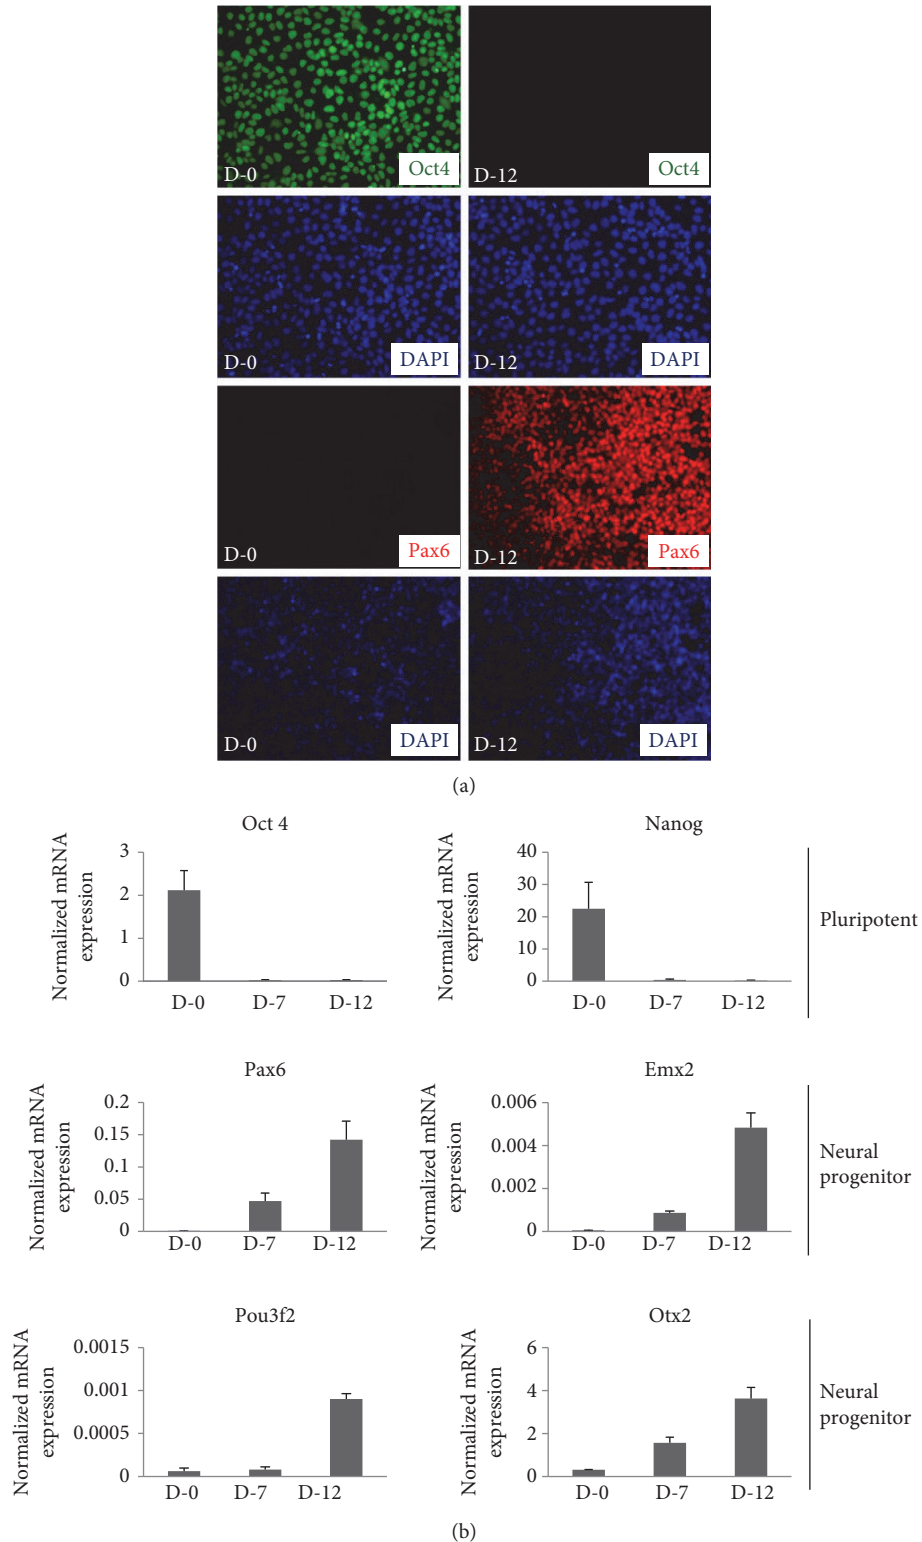 D-0
Oct4
D-12
Oct4
D-0
DAPI
D-12
DAPI
D-0
Pax6
D-12
Pax6
D-0
DAPI
D-12
DAPI
(a)
Oct 4
Normalized mRNA
expression
3
2
1
0
D-0 D-7 D-12
Nanog
Normalized mRNA
expression
40
30
20
10
0
D-0 D-7 D-12
Pluripotent
Pax6
Normalized mRNA
expression
0.2
0.15
0.1
0.05
0
D-0 D-7 D-12
Emx2
Normalized mRNA
expression
0.006
0.004
0.002
0
D-0 D-7 D-12
Neural
progenitor
Pou3f2
Normalized mRNA
expression
0.0015
0.001
0.0005
0
D-0 D-7 D-12
Otx2
Normalized mRNA
expression
6
4
2
0
D-0 D-7 D-12
Neural
progenitor
(b)